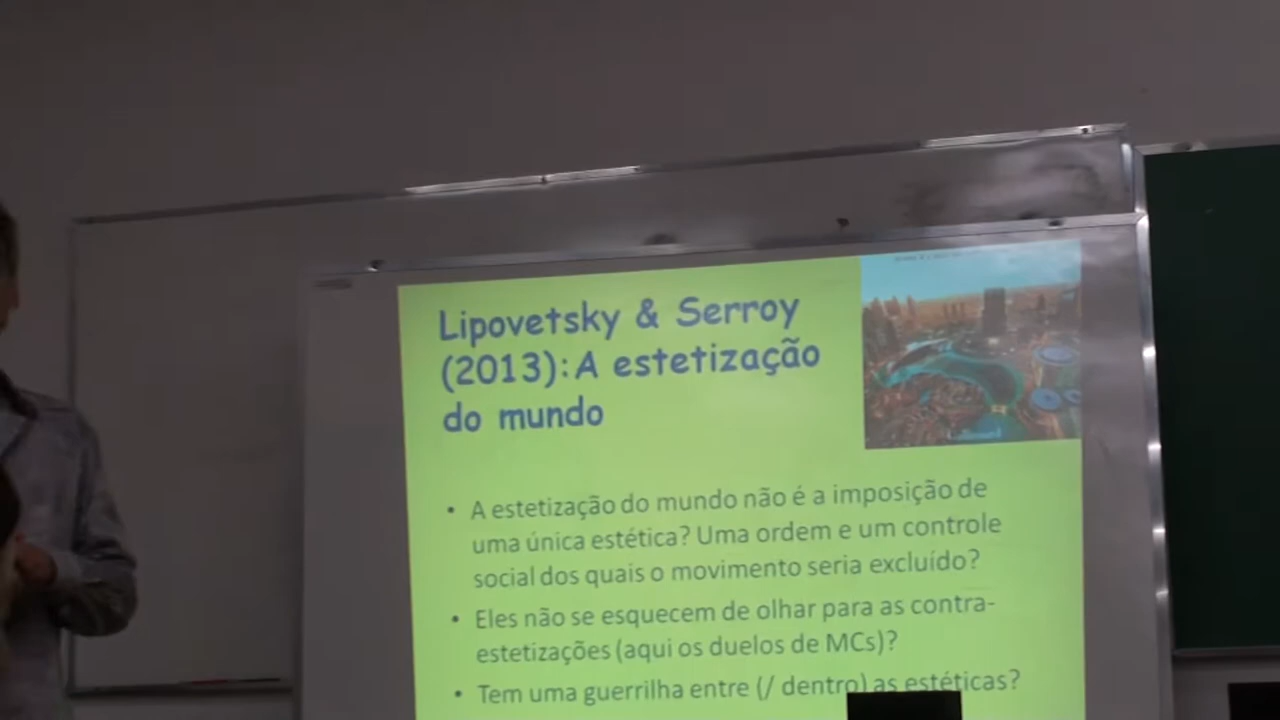 Lipovetsky & Serroy
(2013): A estetização
do mundo
• A estetização do mundo não é a imposição de
uma única estética? Uma ordem e um controle
social dos quais o movimento seria excluído?
• Eles não se esquecem de olhar para as contra-
estetizações (aqui os duelos de MCs)?
• Tem uma guerrilha entre (/ dentro) as estéticas?